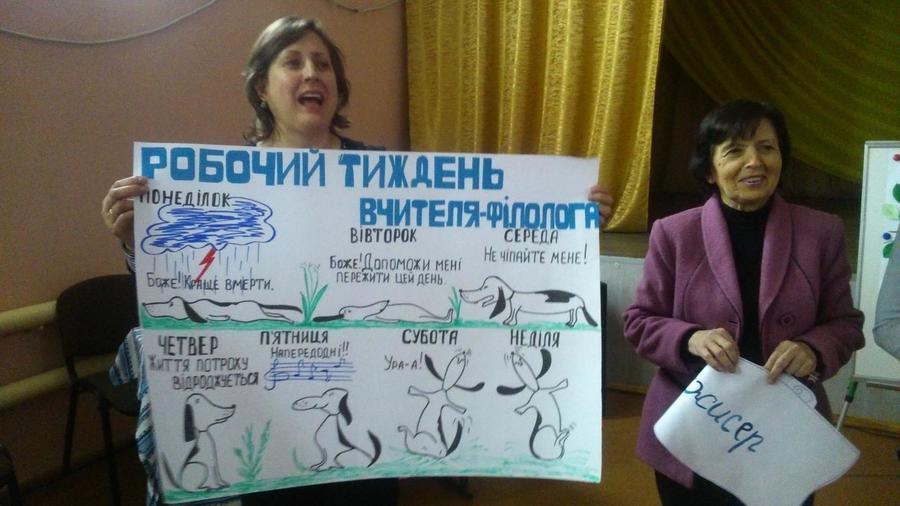 РОБОЧИЙ ТИЖДЕНЬ
ВЧИТЕЛЯ-ФІЛОЛОГА
ПОНЕДІЛОК
Боже! Краще вмерти.
ВІВТОРОК
Боже! Допоможи мені
пережити цей день.
СЕРЕДА
Не чіпайте мене!
ЧЕТВЕР
Життя потроху
відроджується
П'ЯТНИЦЯ
Напередодні!!
СУБОТА
Ура-а!
НЕДІЛЯ